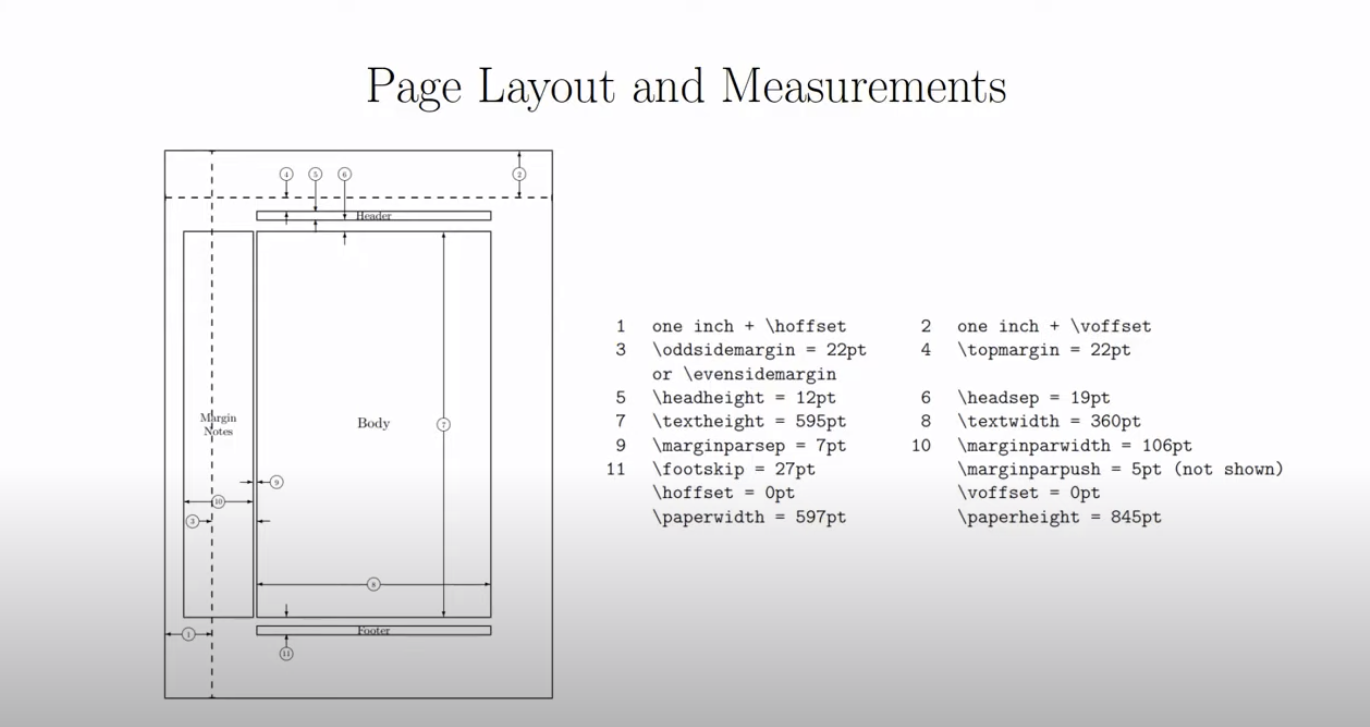 Page Layout and Measurements
4 5 6 2
Header
Margin
Notes
Body
7
9
10
3
8
1
Footer
11
1 one inch + \hoffset 2 one inch + \voffset
3 \oddsidemargin = 22pt 4 \topmargin = 22pt
or \evensidemargin
5 \headheight = 12pt 6 \headsep = 19pt
7 \textheight = 595pt 8 \textwidth = 360pt
9 \marginparsep = 7pt 10 \marginparwidth = 106pt
11 \footskip = 27pt \marginparpush = 5pt (not shown)
\hoffset = 0pt \voffset = 0pt
\paperwidth = 597pt \paperheight = 845pt